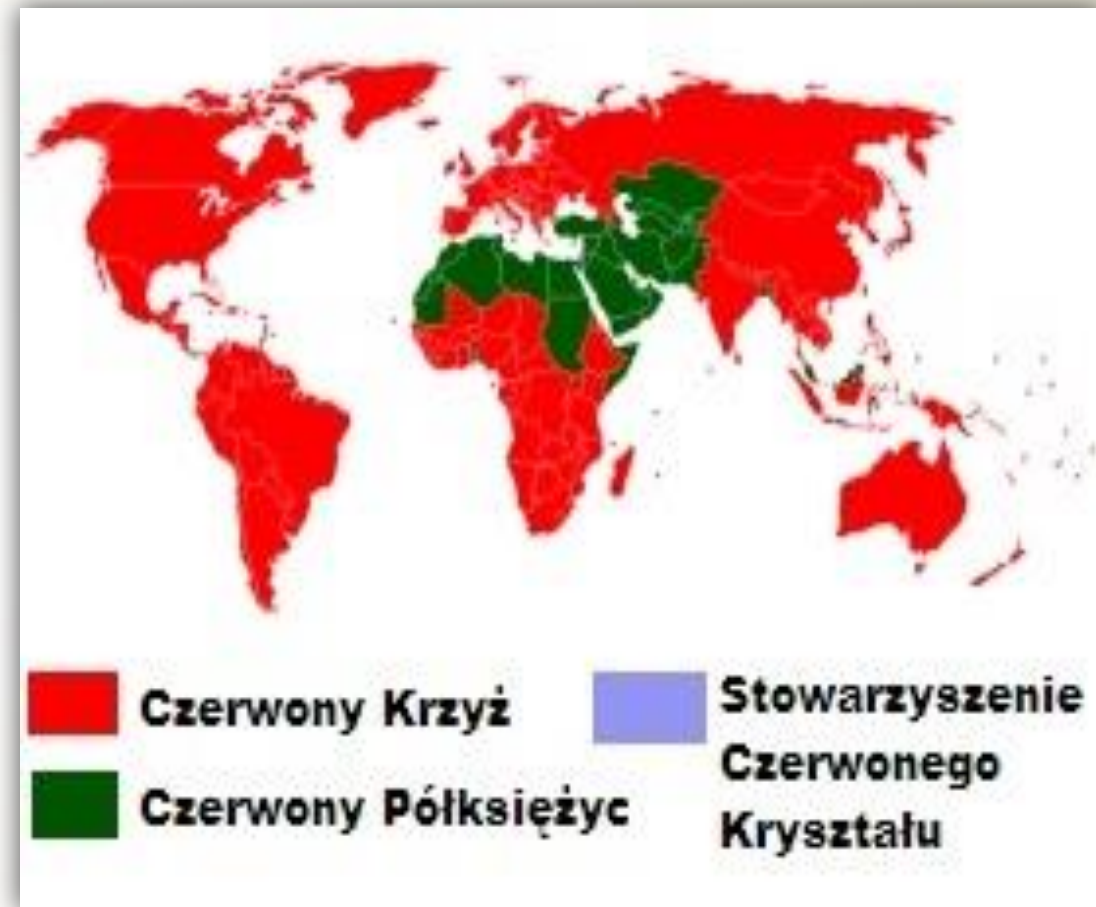 Czerwony Krzyż
Czerwony Półksiężyc
Stowarzyszenie
Czerwonego
Kryształu